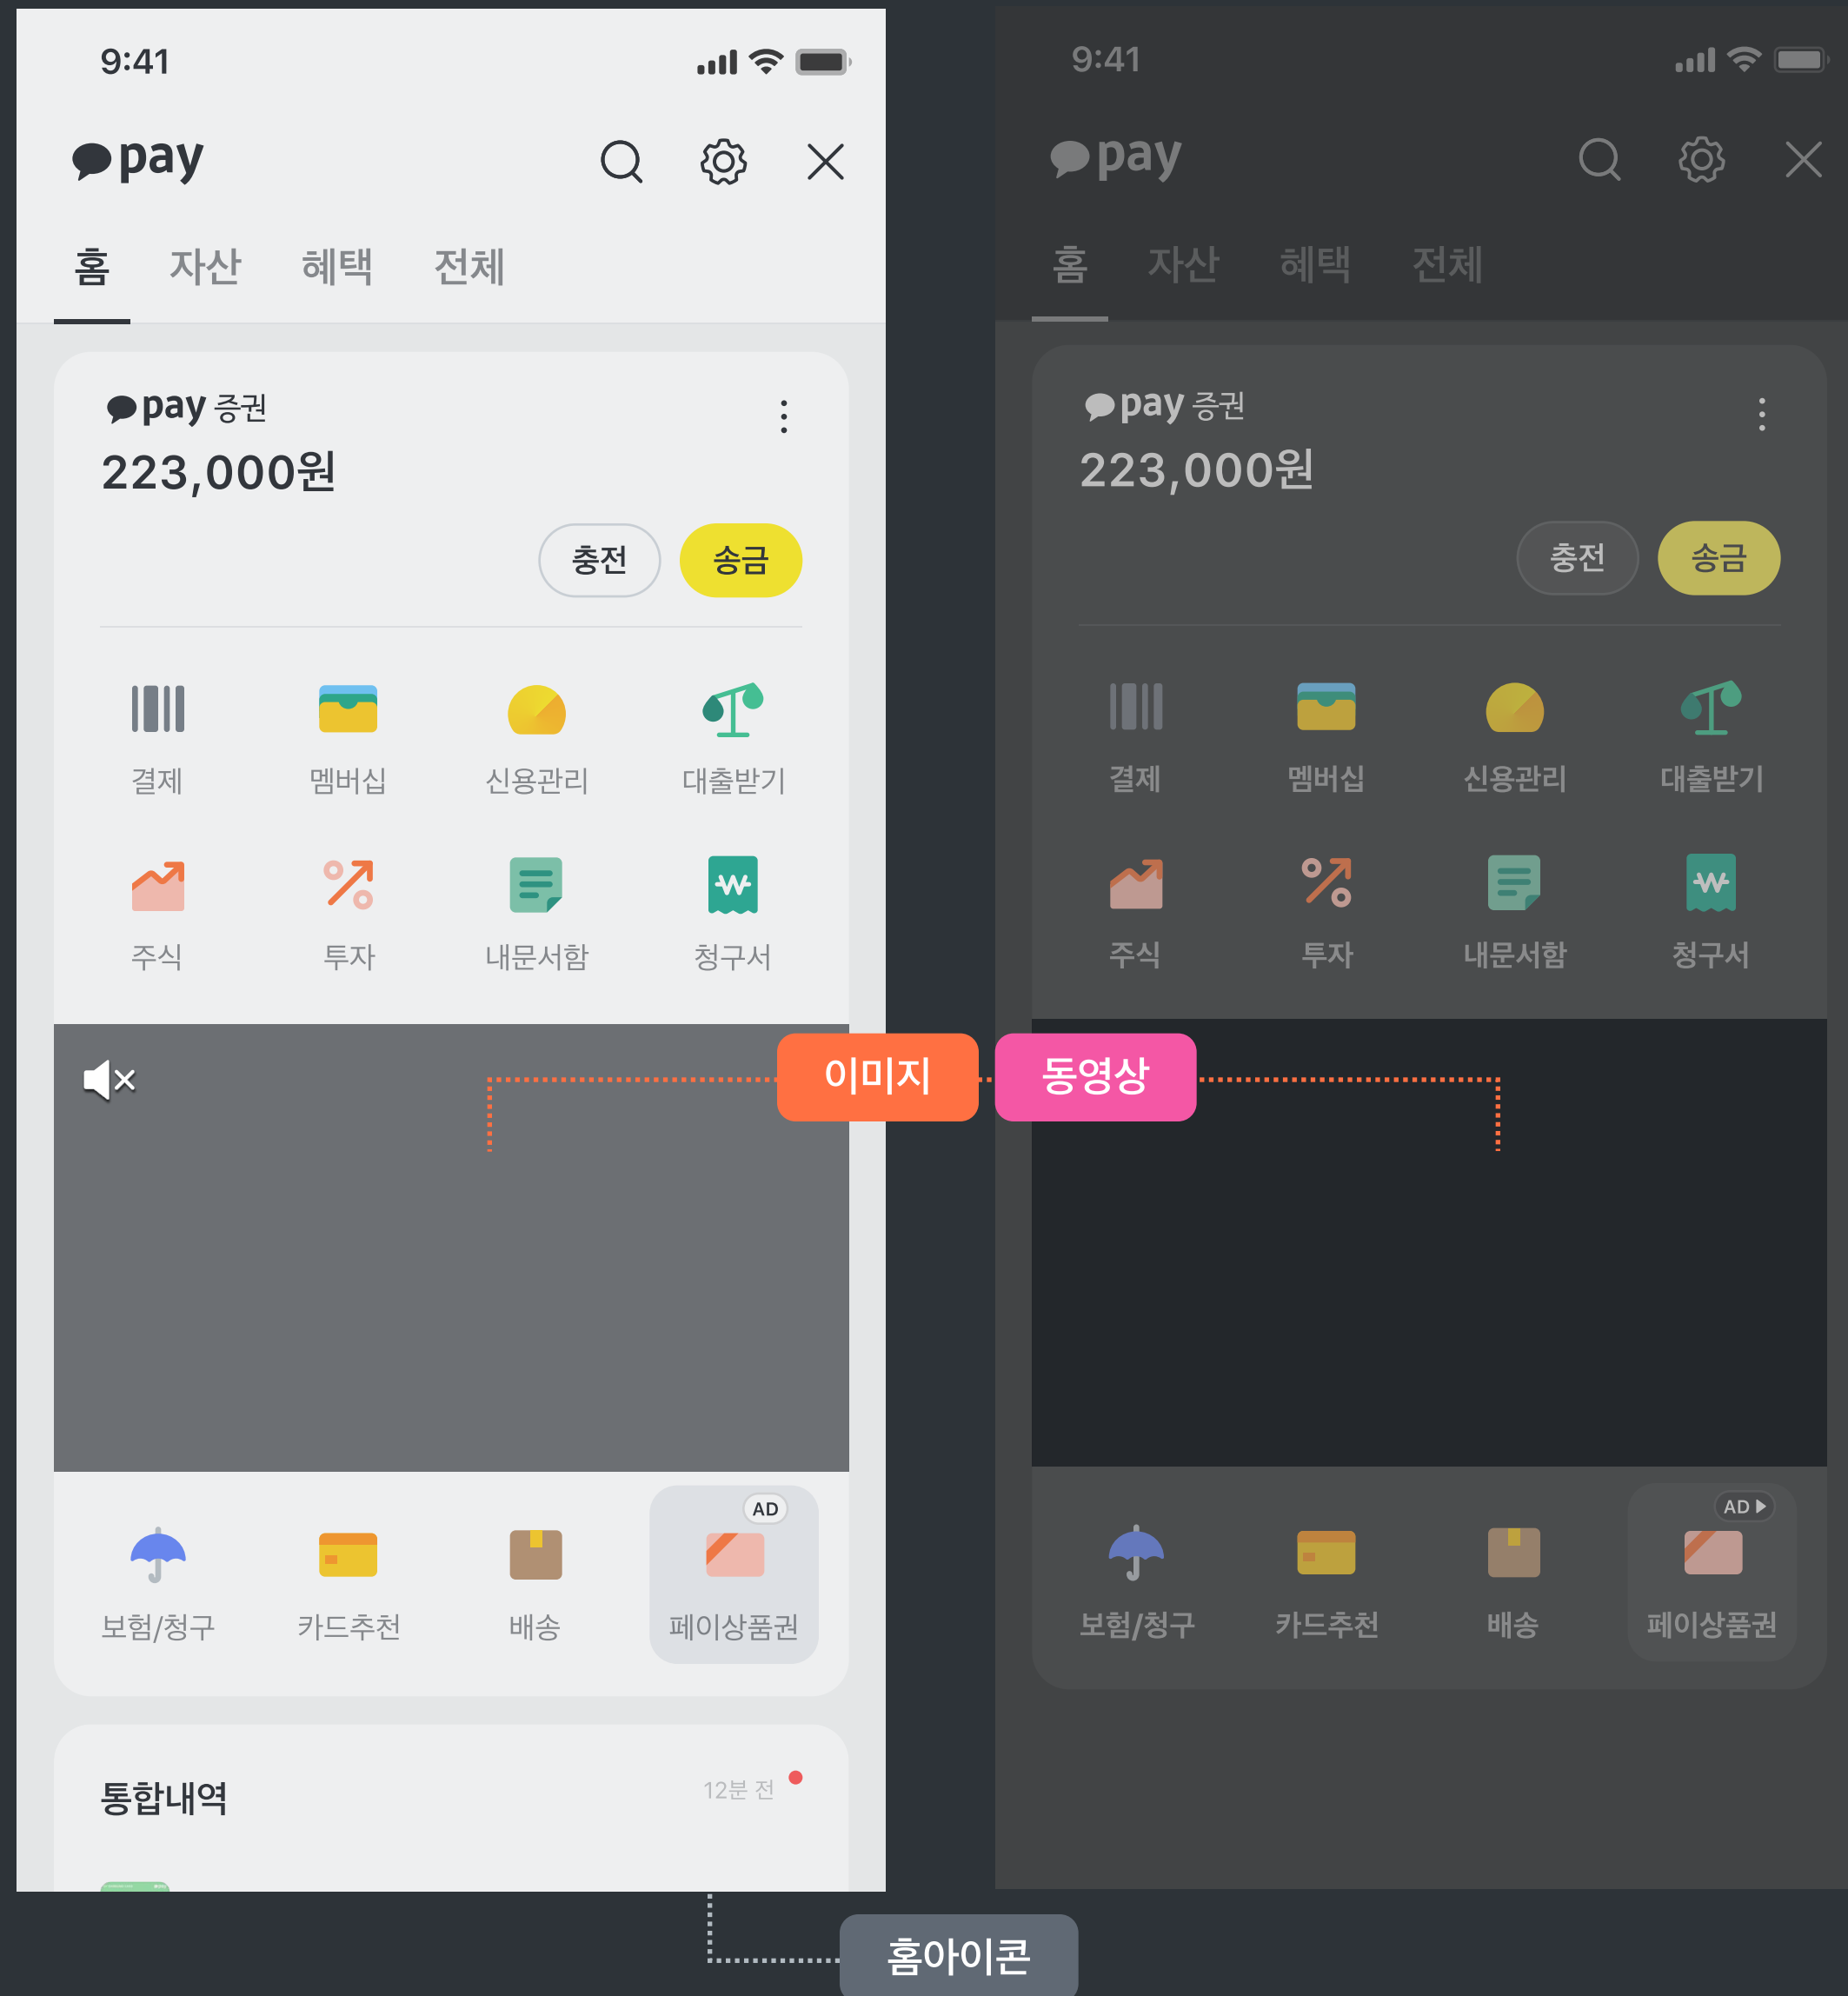 9:41
pay
홈 자산 혜택 전체
pay 증권
223,000원
충전 송금
결제 멤버십 신용관리 대출받기
주식 투자 내문서함 청구서
이미지
AD
보험/청구 카드추천 배송 페이상품권
통합내역 12분 전
9:41
pay
홈 자산 혜택 전체
pay 증권
223,000원
충전 송금
결제 멤버십 신용관리 대출받기
주식 투자 내문서함 청구서
동영상
AD
보험/청구 카드추천 배송 페이상품권
홈아이콘